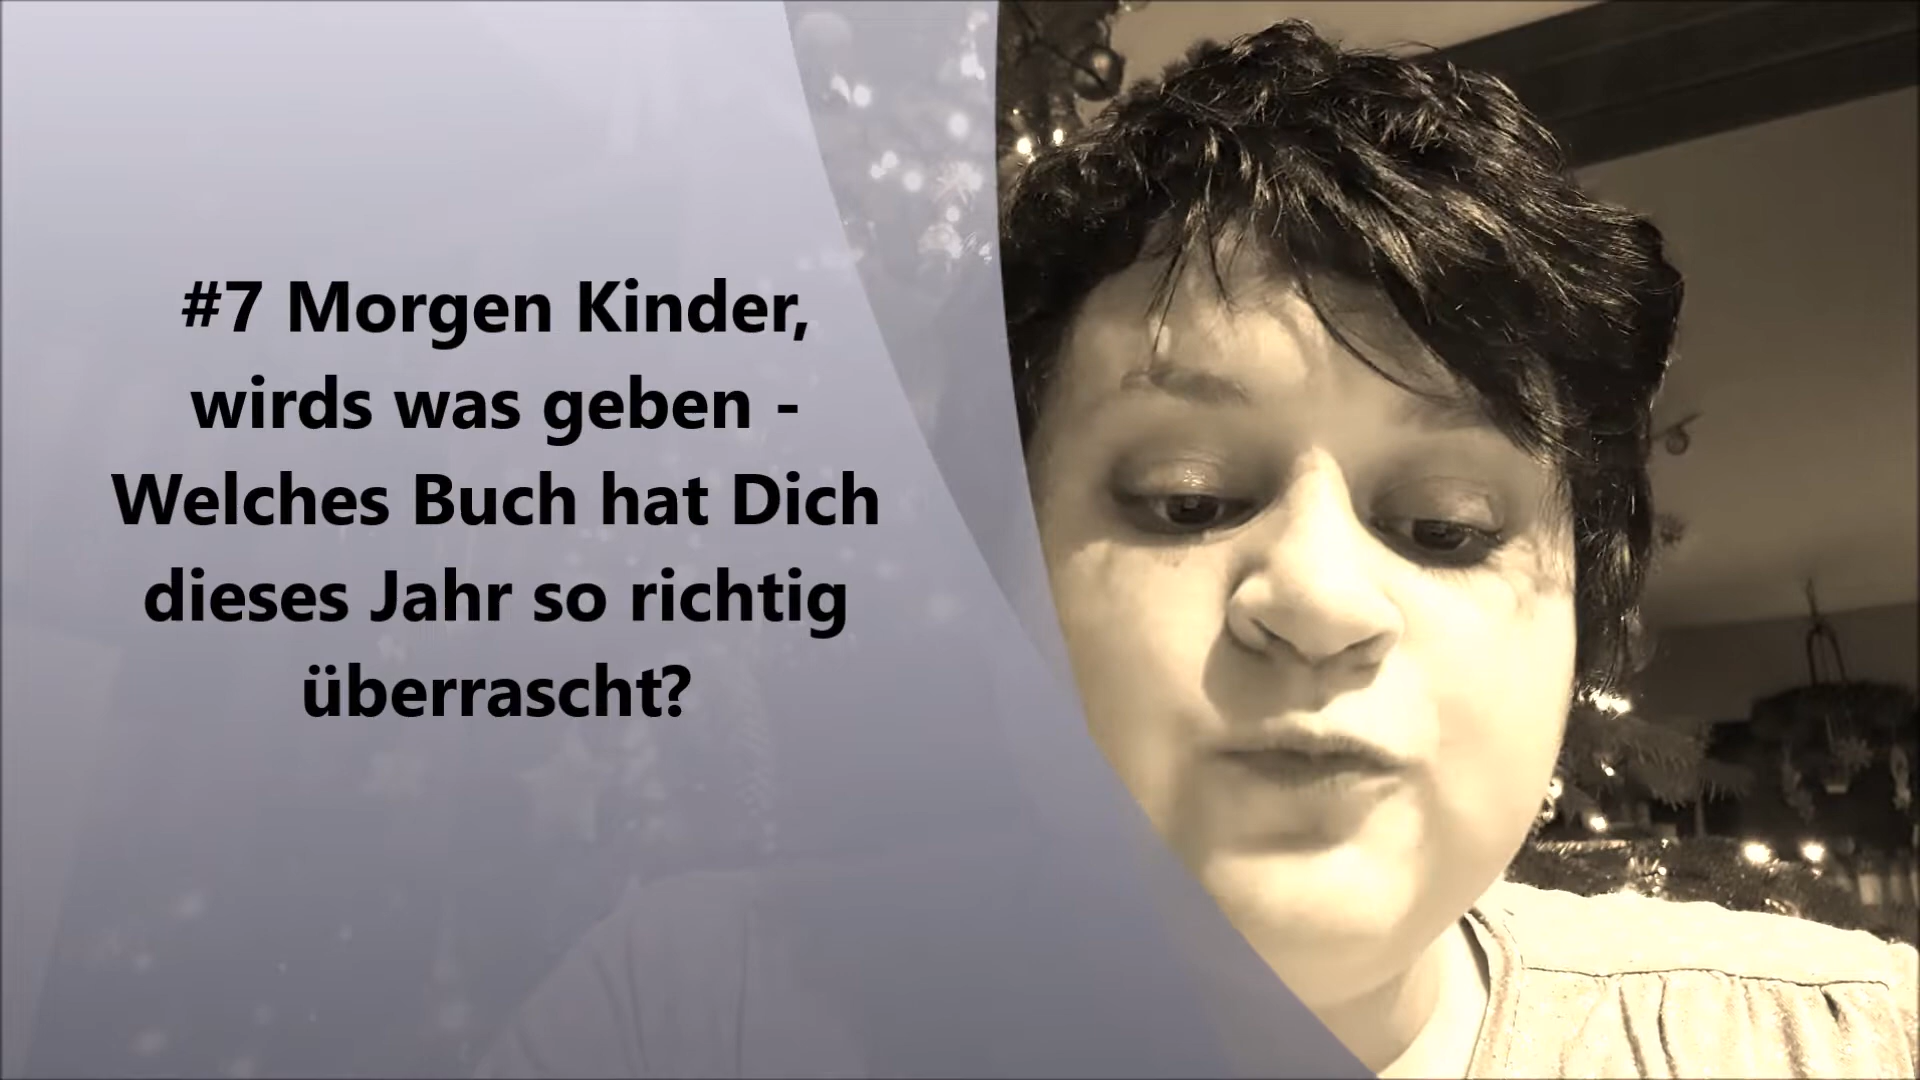 #7 Morgen Kinder,
wirds was geben -
Welches Buch hat Dich
dieses Jahr so richtig
überrascht?